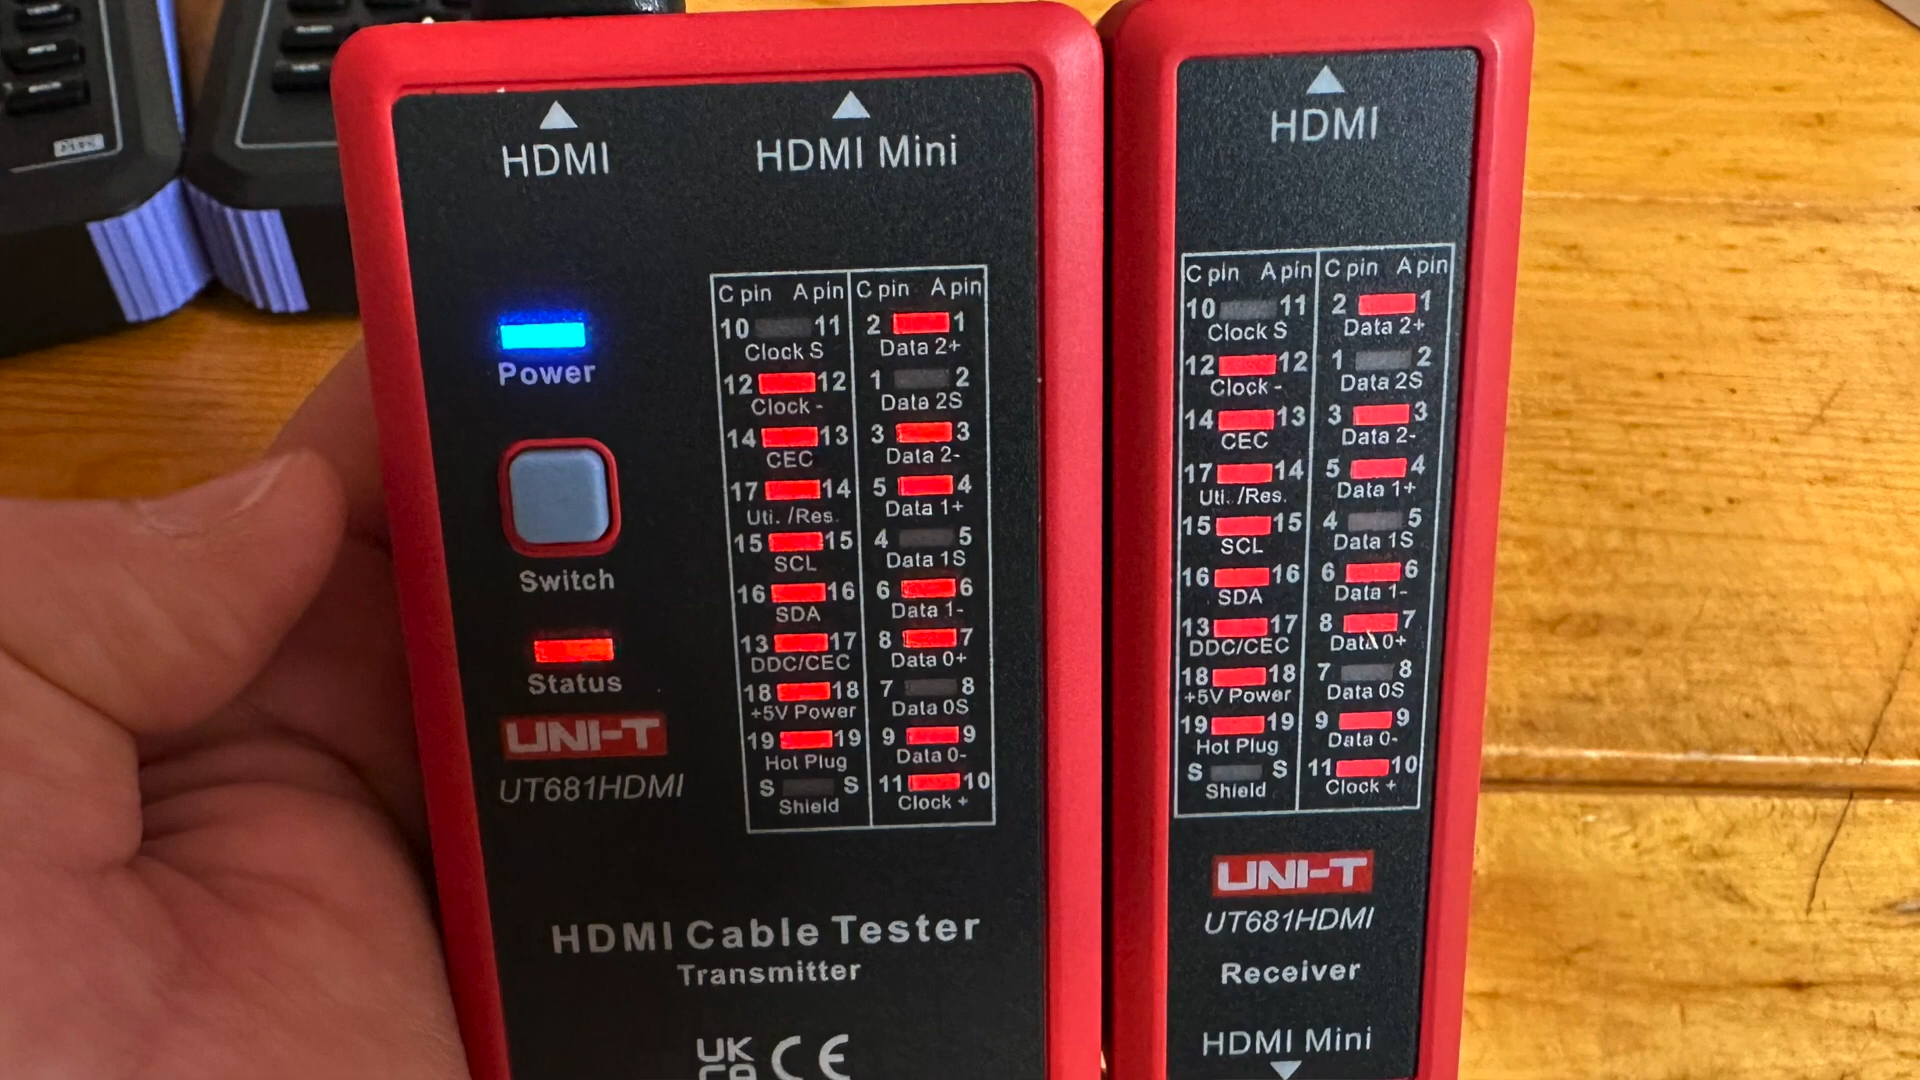 HDMI
HDMI Mini
Power
Switch
Status
UNI-T
UT681HDMI
C pin A pin C pin A pin
10 11 2 1
Clock S Data 2+
12 12 1 2
Clock - Data 2S
14 13 3 3
CEC Data 2-
17 14 5 4
Uti. /Res. Data 1+
15 15 4 5
SCL Data 1S
16 16 6 6
SDA Data 1-
13 17 8 7
DDC/CEC Data 0+
18 18 7 8
+5V Power Data 0S
19 19 9 9
Hot Plug Data 0-
S S 11 10
Shield Clock +
HDMI Cable Tester
Transmitter
UK
CA CE
HDMI
C pin A pin C pin A pin
10 11 2 1
Clock S Data 2+
12 12 1 2
Clock - Data 2S
14 13 3 3
CEC Data 2-
17 14 5 4
Uti. /Res. Data 1+
15 15 4 5
SCL Data 1S
16 16 6 6
SDA Data 1-
13 17 8 7
DDC/CEC Data 0+
18 18 7 8
+5V Power Data 0S
19 19 9 9
Hot Plug Data 0-
S S 11 10
Shield Clock +
UNI-T
UT681HDMI
Receiver
HDMI Mini